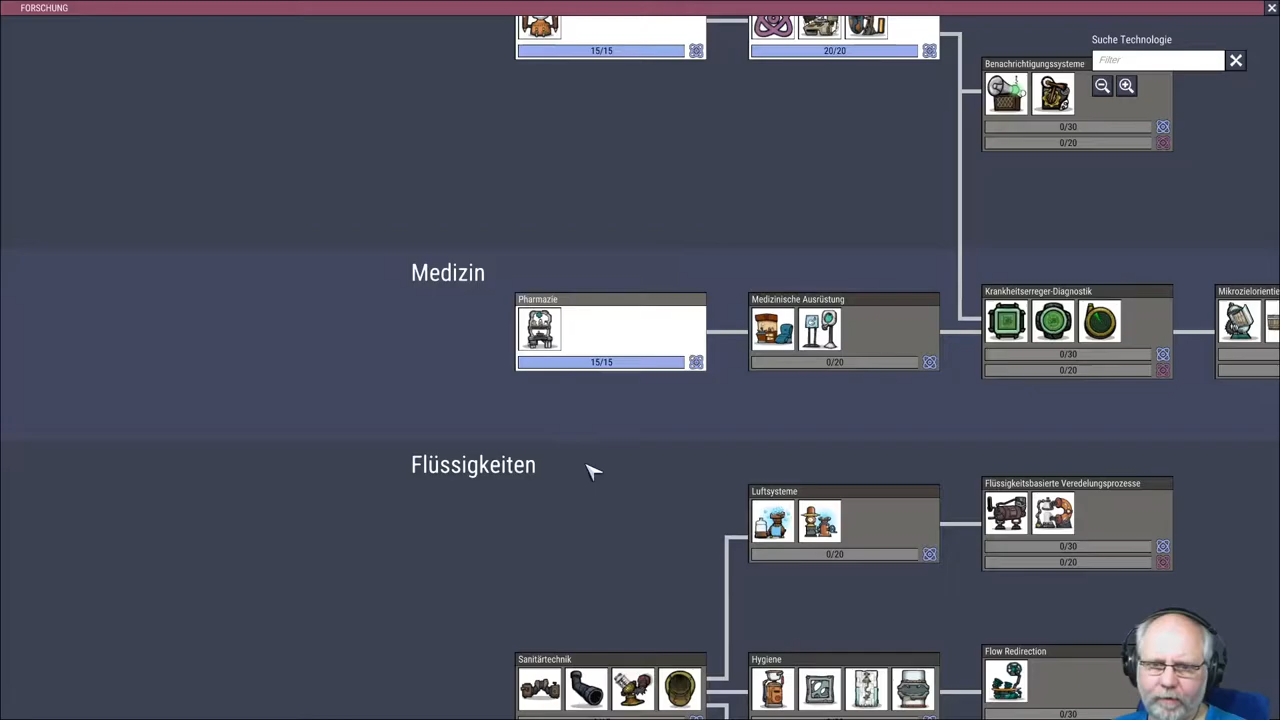 FORSCHUNG
15/15
20/20
Suche Technologie
Filter
Benachrichtigungssysteme
0/30
0/20
Medizin
Pharmazie
15/15
Medizinische Ausrüstung
0/20
Krankheitserreger-Diagnostik
0/30
0/20
Mikrozielorientie
Flüssigkeiten
Luftsysteme
0/20
Flüssigkeitsbasierte Veredelungsprozesse
0/30
0/20
Sanitärtechnik
Hygiene
Flow Redirection
0/30